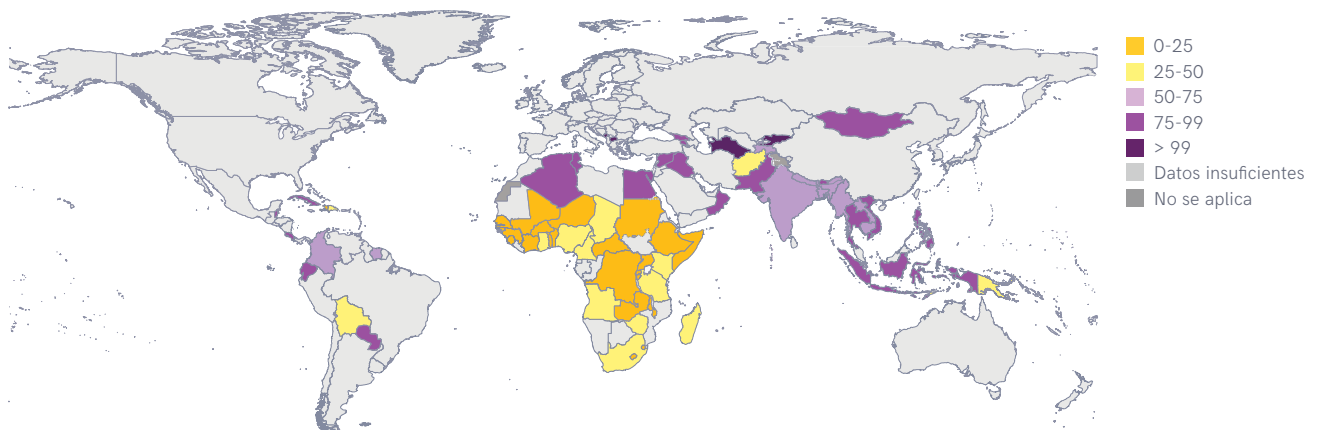 0-25
25-50
50-75
75-99
> 99
Datos insuficientes
No se aplica